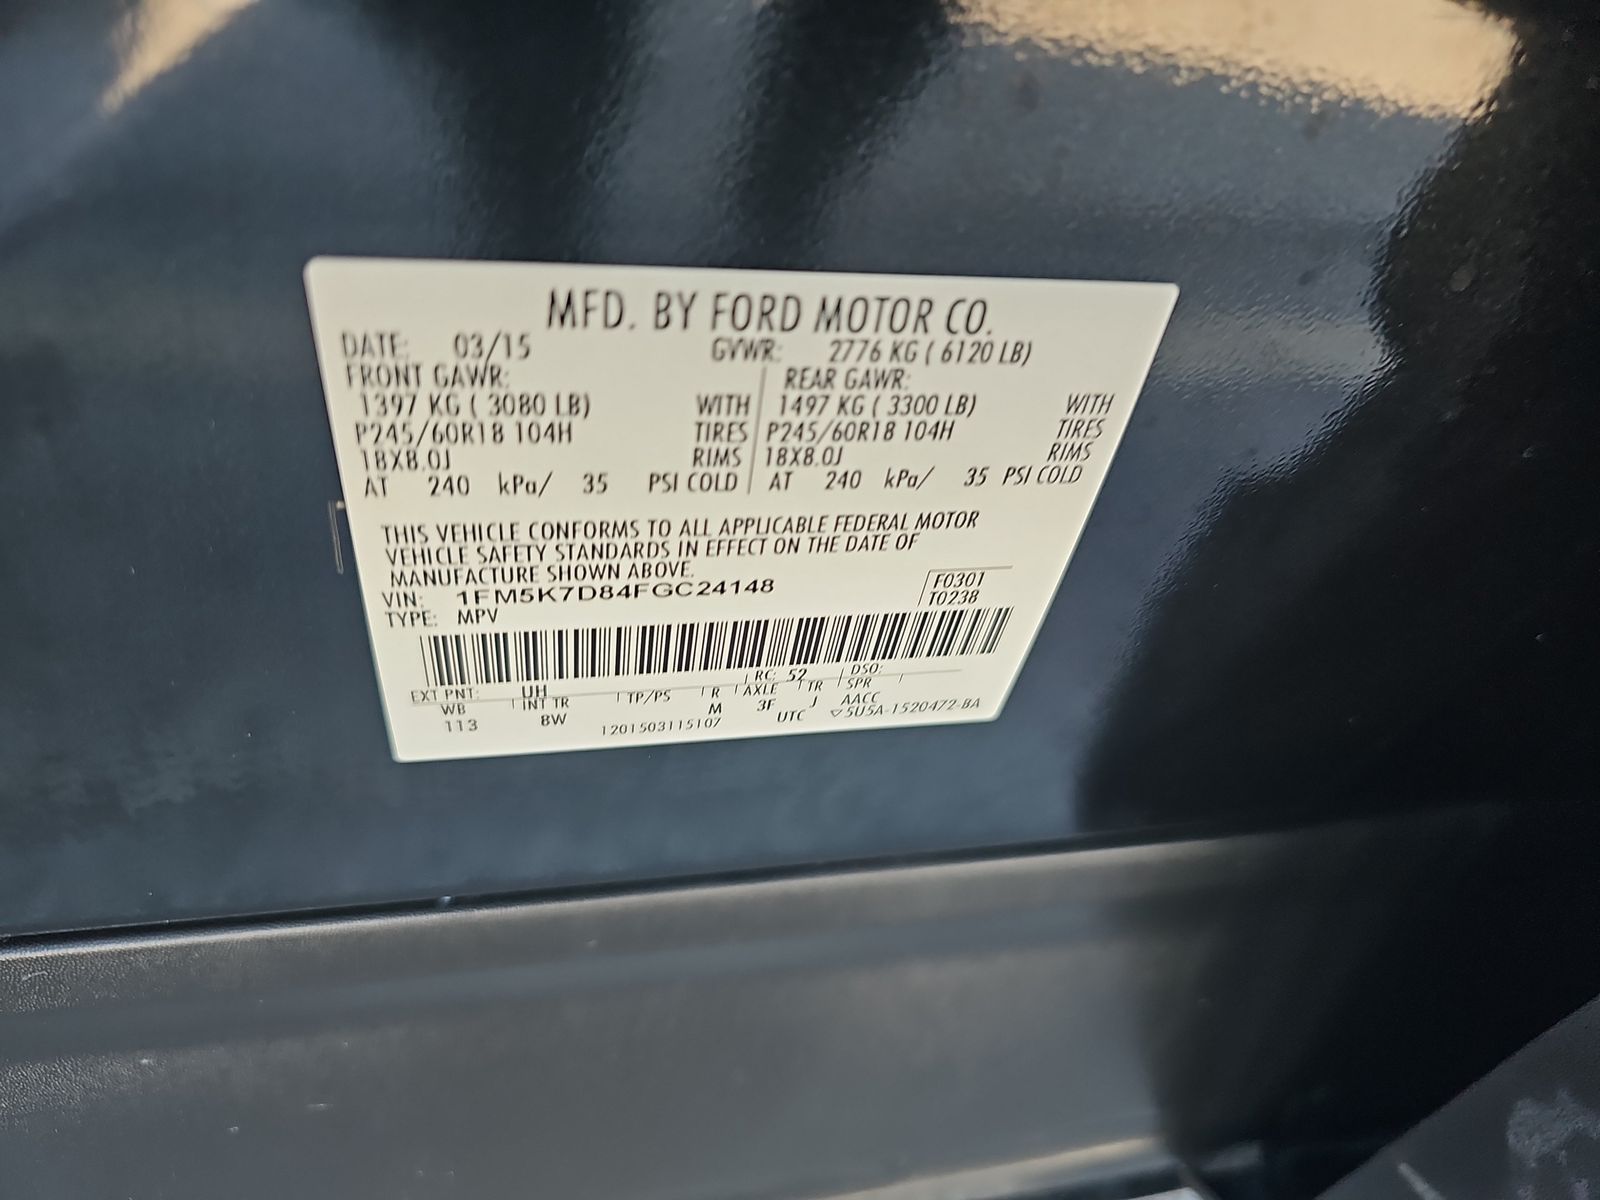 MFD. BY FORD MOTOR CO.
DATE: 03/15 GVWR: 2776 KG ( 6120 LB)
FRONT GAWR: REAR GAWR:
1397 KG ( 3080 LB) WITH 1497 KG ( 3300 LB) WITH
P245/60R18 104H TIRES P245/60R18 104H TIRES
18X8.0J RIMS 18X8.0J RIMS
AT 240 kPa/ 35 PSI COLD AT 240 kPa/ 35 PSI COLD
THIS VEHICLE CONFORMS TO ALL APPLICABLE FEDERAL MOTOR
VEHICLE SAFETY STANDARDS IN EFFECT ON THE DATE OF
MANUFACTURE SHOWN ABOVE.
VIN: 1FM5K7D84FGC24148 F0301
TYPE: MPV T0238
EXT PNT: UH RC: 52 DSO:
WB INT TR TP/PS R AXLE TR SPR
113 8W M 3F J AACC
1201503115107 UTC ▽5U5A-1520472-BA